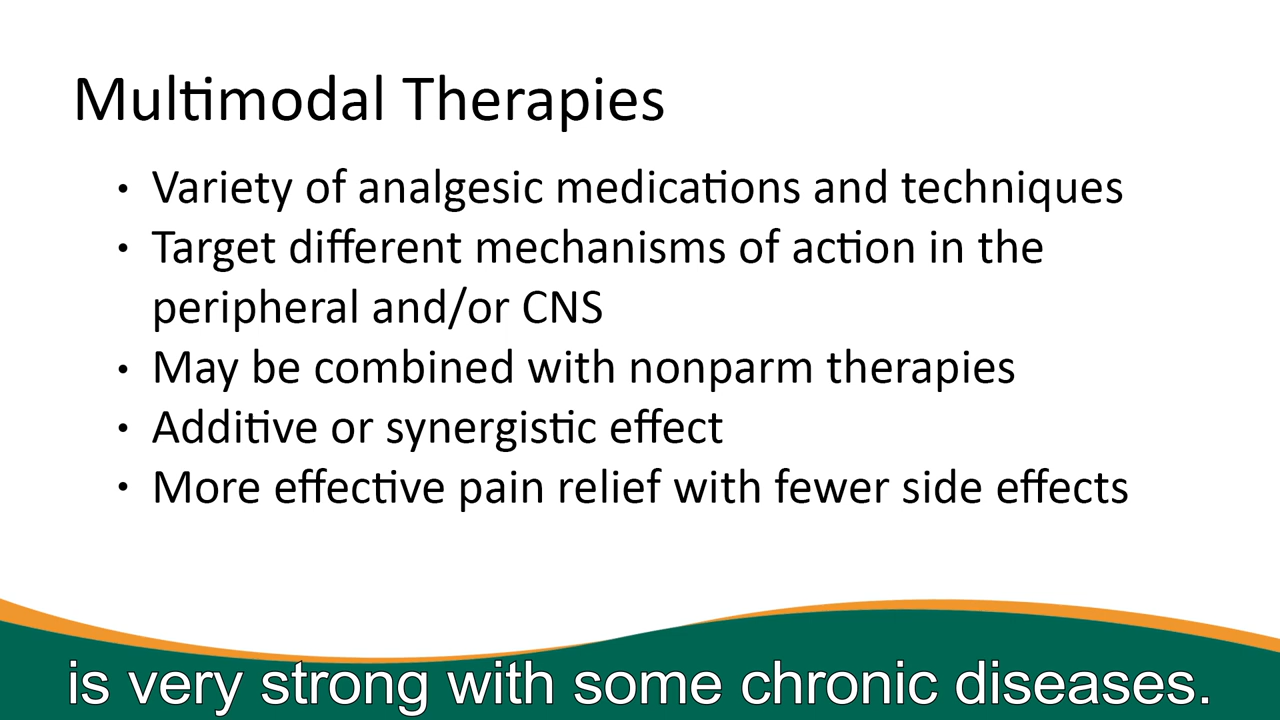 Multimodal Therapies
• Variety of analgesic medications and techniques
• Target different mechanisms of action in the
peripheral and/or CNS
• May be combined with nonparm therapies
• Additive or synergistic effect
• More effective pain relief with fewer side effects
is very strong with some chronic diseases.